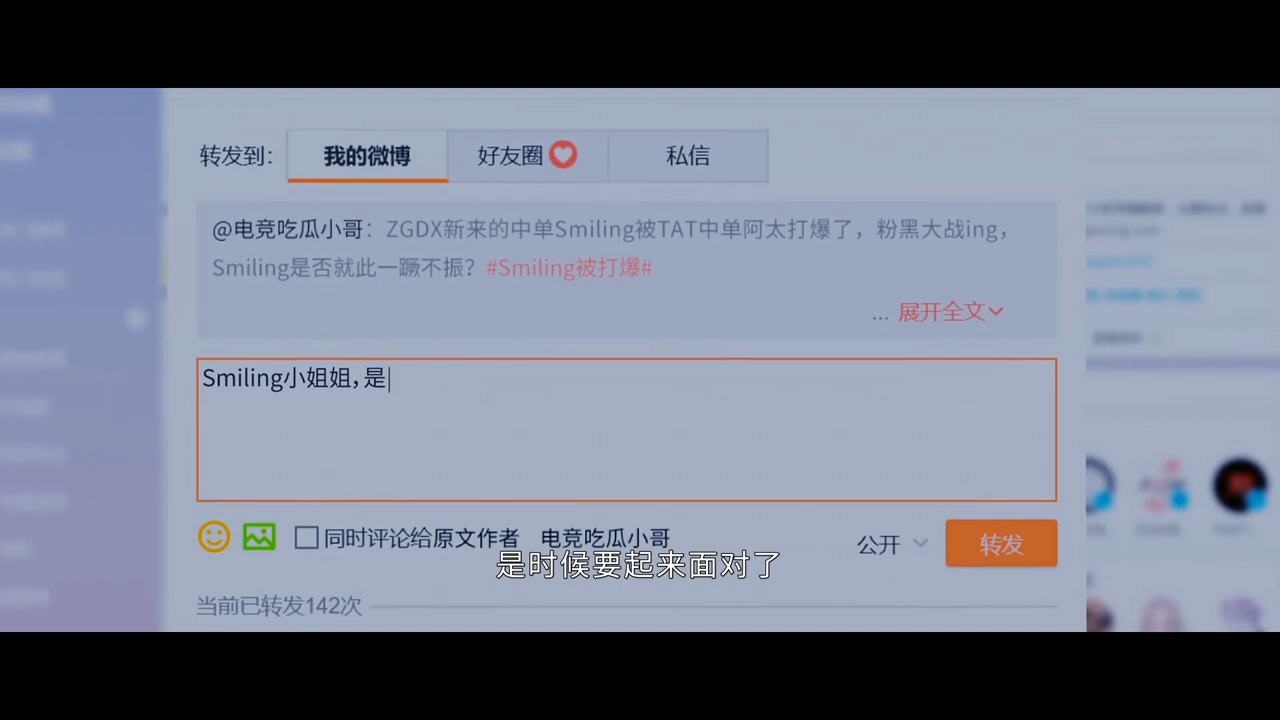 转发到： 我的微博 好友圈 私信
@电竞吃瓜小哥：ZGDX新来的中单Smiling被TAT中单阿太打爆了，粉黑大战ing，
Smiling是否就此一蹶不振？#Smiling被打爆#
... 展开全文
Smiling小姐姐，是
同时评论给原文作者 电竞吃瓜小哥
公开 转发
是时候要起来面对了
当前已转发142次